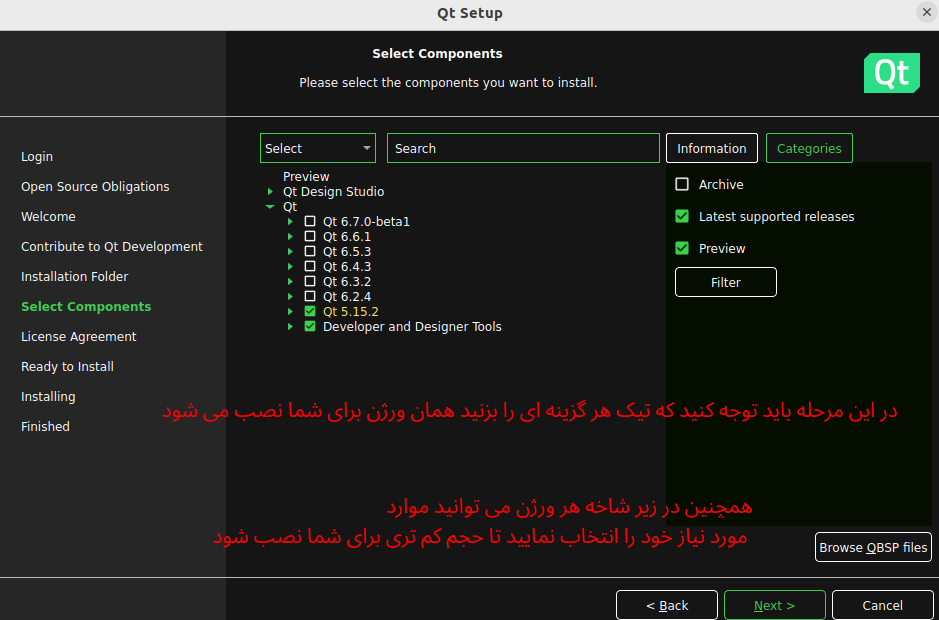 Qt Setup
Select Components
Please select the components you want to install.
Qt
Login
Open Source Obligations
Welcome
Contribute to Qt Development
Installation Folder
Select Components
License Agreement
Ready to Install
Installing
Finished
Select
Search
Information
Categories
Preview
Qt Design Studio
Qt
Qt 6.7.0-beta1
Qt 6.6.1
Qt 6.5.3
Qt 6.4.3
Qt 6.3.2
Qt 6.2.4
Qt 5.15.2
Developer and Designer Tools
Archive
Latest supported releases
Preview
Filter
در این مرحله باید توجه کنید که تیک هر گزینه ای را بزنید همان ورژن برای شما نصب می شود
همچنین در زیر شاخه هر ورژن می توانید موارد
مورد نیاز خود را انتخاب نمایید تا حجم کم تری برای شما نصب شود
Browse QBSP files
< Back
Next >
Cancel